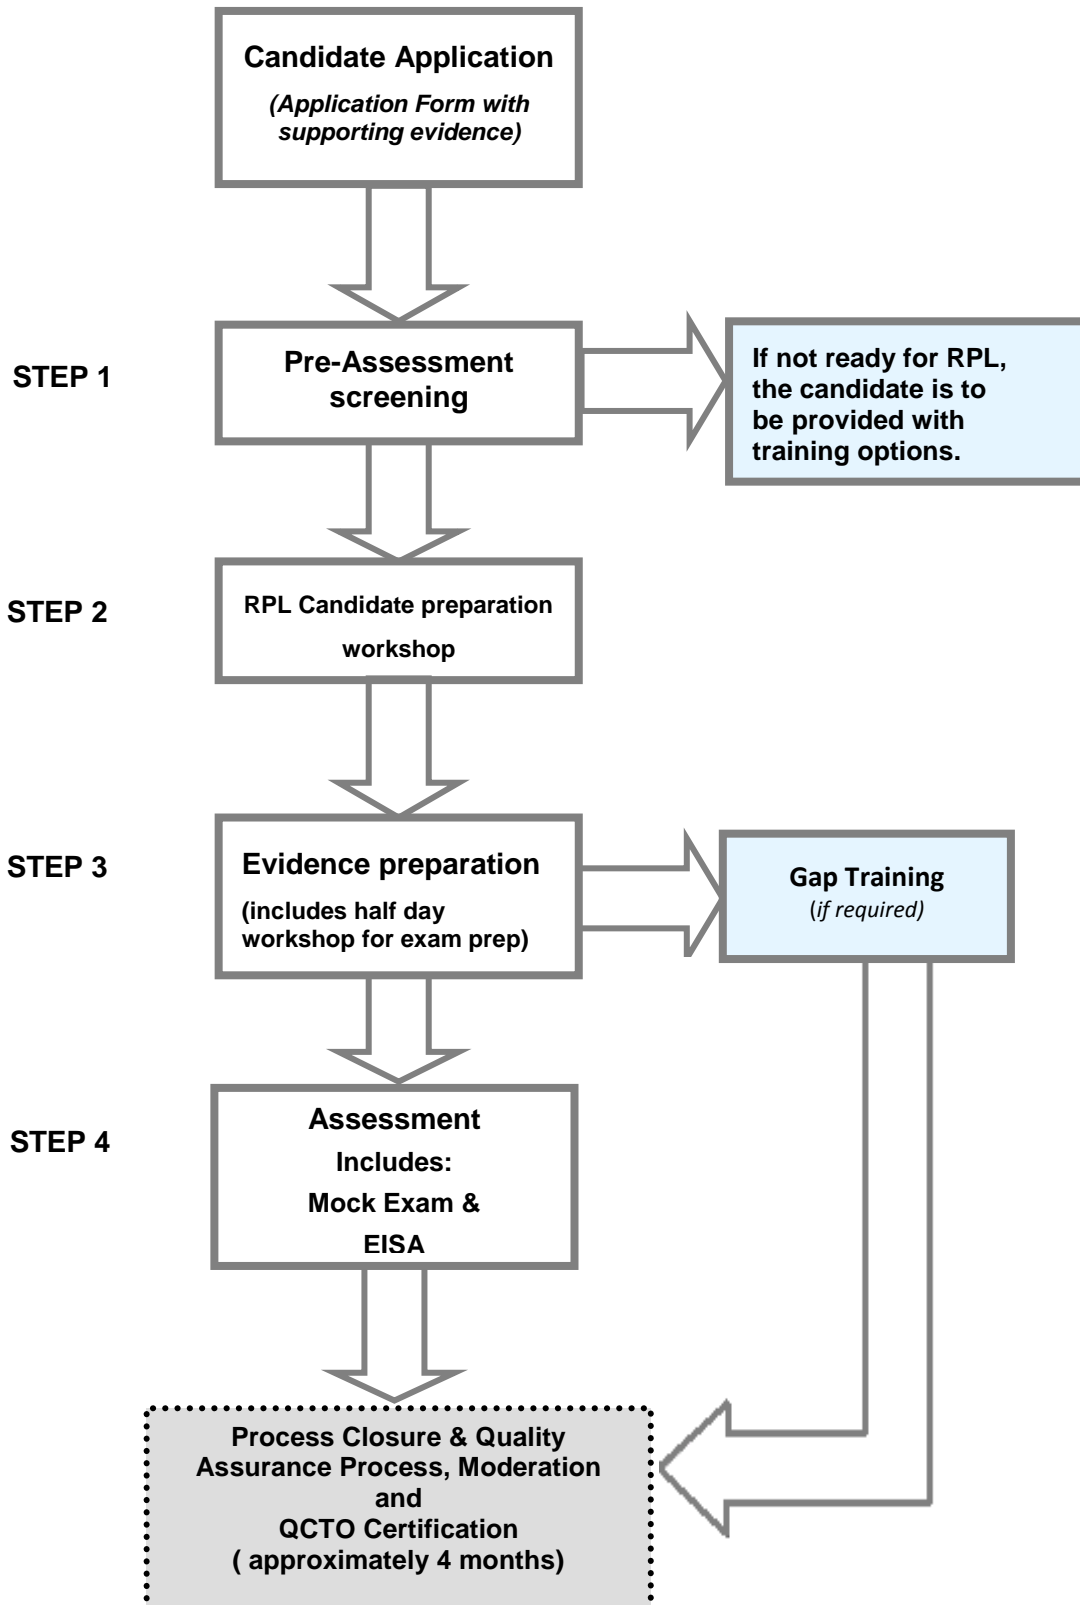 Candidate Application
(Application Form with
supporting evidence)
STEP 1
Pre-Assessment
screening
If not ready for RPL,
the candidate is to
be provided with
training options.
STEP 2
RPL Candidate preparation
workshop
STEP 3
Evidence preparation
(includes half day
workshop for exam prep)
Gap Training
(if required)
STEP 4
Assessment
Includes:
Mock Exam &
EISA
Process Closure & Quality
Assurance Process, Moderation
and
QCTO Certification
( approximately 4 months)